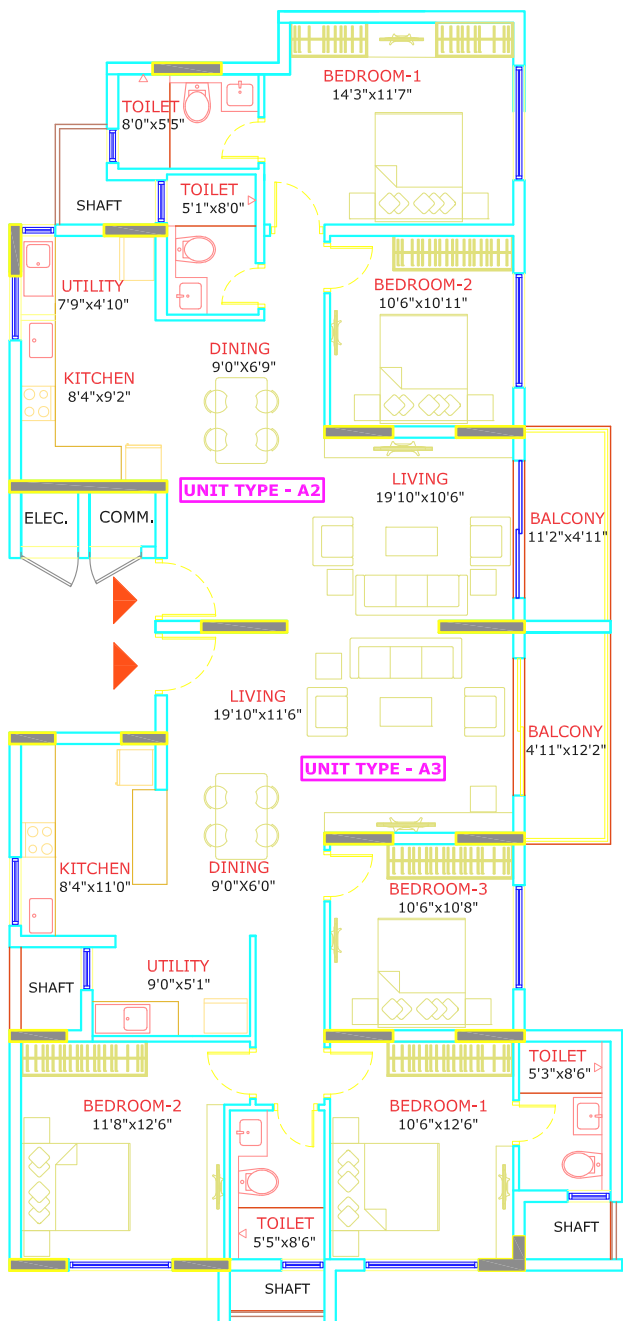 BEDROOM-1
14'3"x11'7"
TOILET
8'0"x5'5"
TOILET
5'1"x8'0"
SHAFT
UTILITY
7'9"x4'10"
BEDROOM-2
10'6"x10'11"
DINING
9'0"X6'9"
KITCHEN
8'4"x9'2"
LIVING
19'10"x10'6"
UNIT TYPE - A2
ELEC.
COMM.
BALCONY
11'2"x4'11"
LIVING
19'10"x11'6"
BALCONY
4'11"x12'2"
UNIT TYPE - A3
KITCHEN
8'4"x11'0"
DINING
9'0"X6'0"
BEDROOM-3
10'6"x10'8"
UTILITY
9'0"x5'1"
SHAFT
TOILET
5'3"x8'6"
BEDROOM-2
11'8"x12'6"
BEDROOM-1
10'6"x12'6"
TOILET
5'5"x8'6"
SHAFT
SHAFT